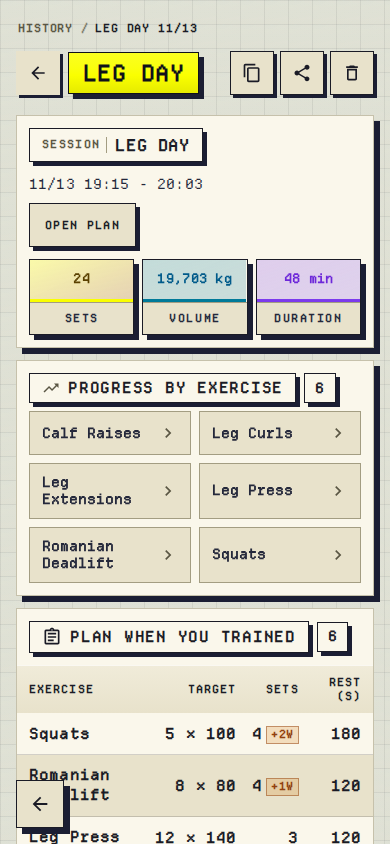 HISTORY / LEG DAY 11/13
LEG DAY
SESSION LEG DAY
11/13 19:15 - 20:03
OPEN PLAN
24 19,703 kg 48 min
SETS VOLUME DURATION
PROGRESS BY EXERCISE 6
Calf Raises Leg Curls
Leg Extensions Leg Press
Romanian Deadlift Squats
PLAN WHEN YOU TRAINED 6
EXERCISE TARGET SETS REST (S)
Squats 5 × 100 4 +2W 180
Romanian 8 × 80 4 +1W 120
lift
Leg Press 12 × 140 3 120